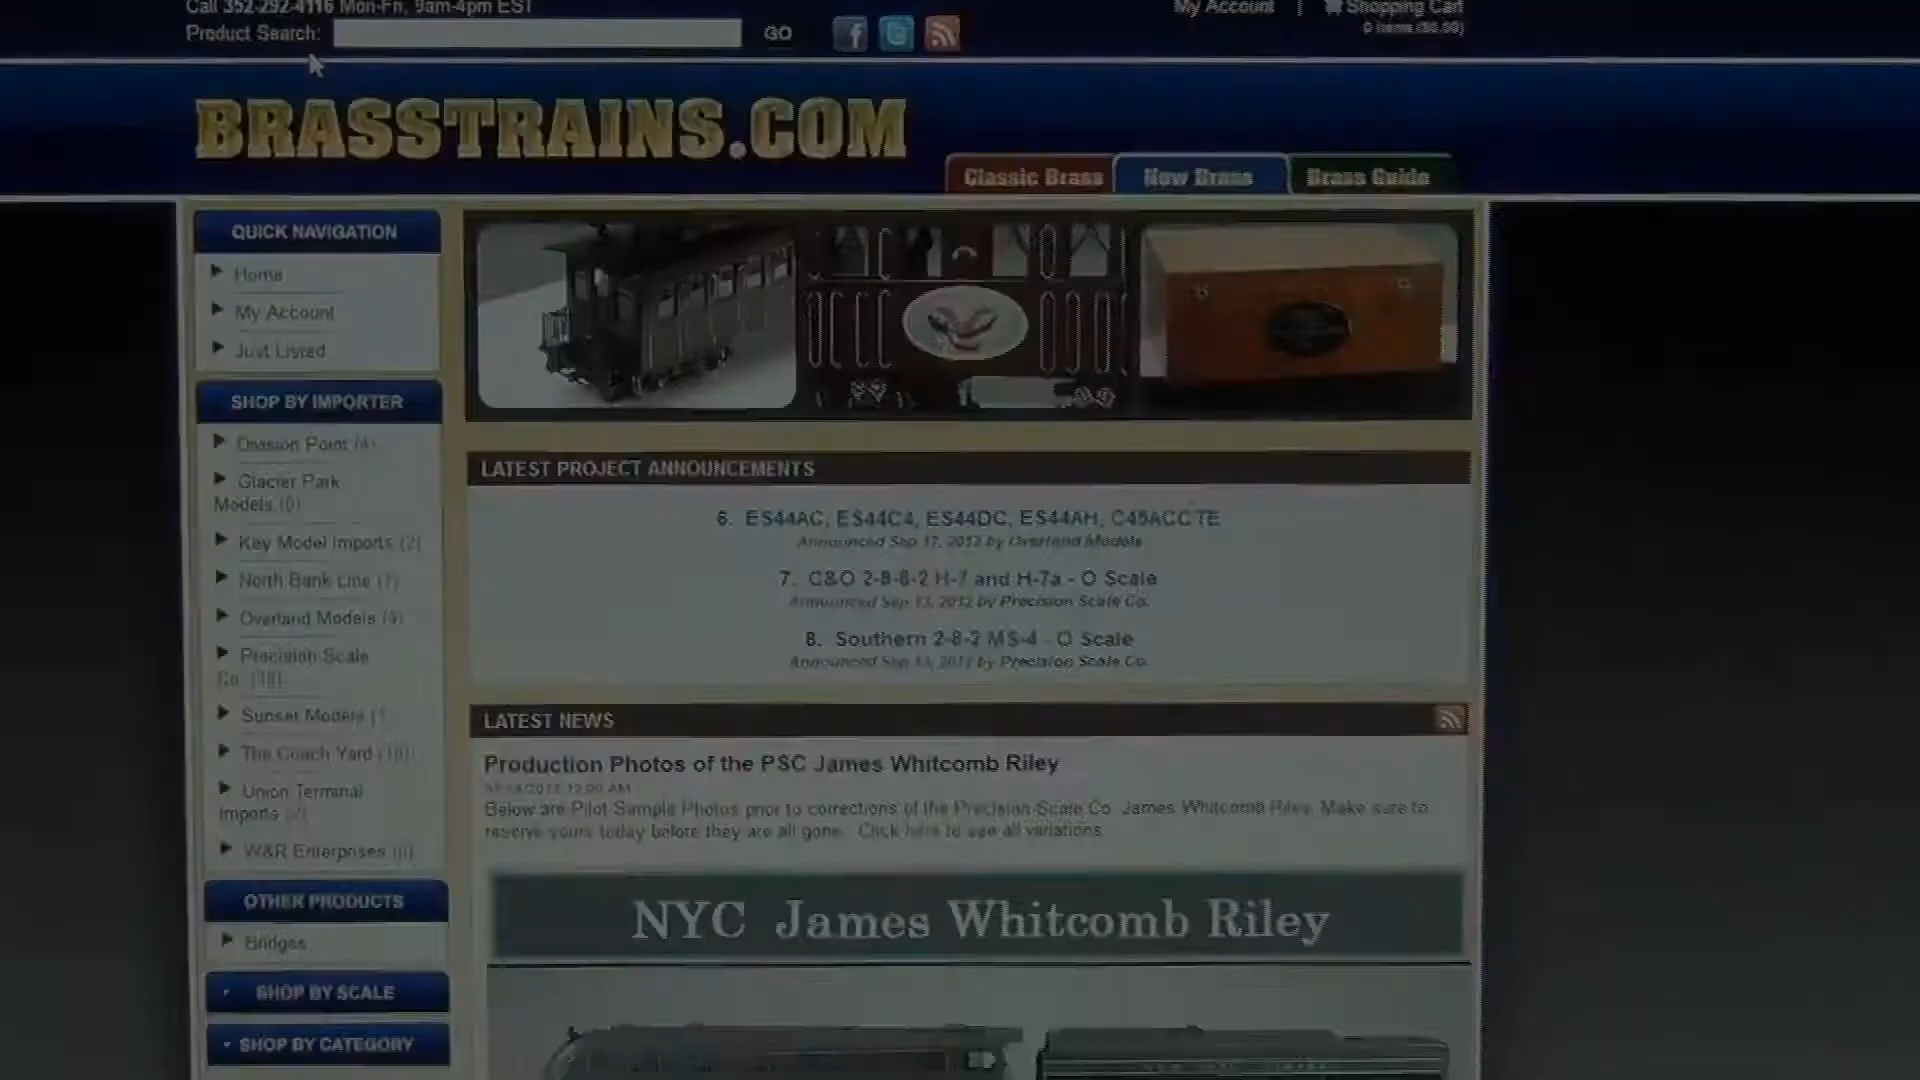 Call 352-292-4116 Mon-Fri, 9am-4pm EST
My Account | Shopping Cart
0 items ($0.00)
Product Search: GO
BRASSTRAINS.COM
Classic Brass New Brass Brass Guide
QUICK NAVIGATION
Home
My Account
Just Listed
SHOP BY IMPORTER
Division Point
Glacier Park
Models (0)
Key Model Imports (2)
North Bank Line
Overland Models (4)
Precision Scale
Co.
Sunset Models
The Coach Yard
Union Terminal
Imports
W&R Enterprises
OTHER PRODUCTS
Bridges
SHOP BY SCALE
SHOP BY CATEGORY
LATEST PROJECT ANNOUNCEMENTS
6. ES44AC, ES44C4, ES44DC, ES44AH, C45ACCTE
Announced Sep 17, 2012 by Overland Models
7. C&O 2-8-8-2 H-7 and H-7a - O Scale
Announced Sep 13, 2012 by Precision Scale Co.
8. Southern 2-8-2 MS-4 - O Scale
Announced Sep 13, 2012 by Precision Scale Co.
LATEST NEWS
Production Photos of the PSC James Whitcomb Riley
12:00 AM
Below are Pilot Sample Photos prior to corrections of the Precision Scale Co. James Whitcomb Riley. Make sure to
reserve yours today before they are all gone. Click here to see all variations
NYC James Whitcomb Riley